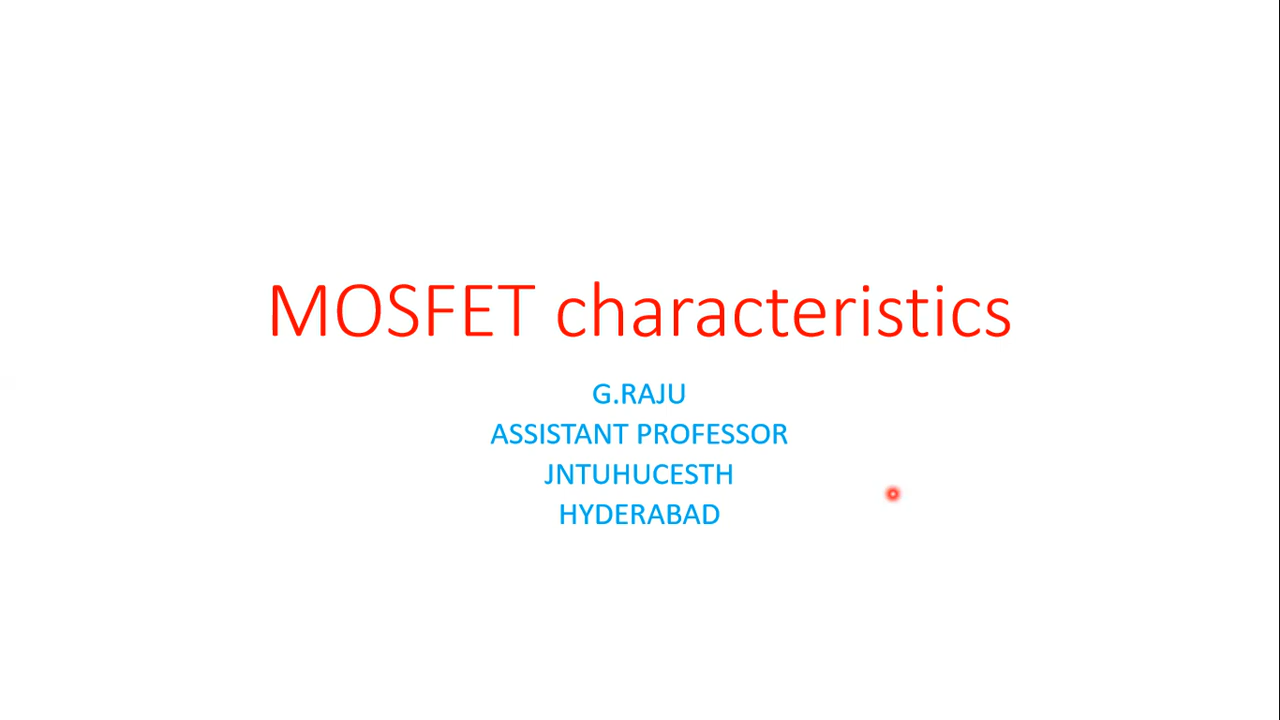 MOSFET characteristics
G.RAJU
ASSISTANT PROFESSOR
JNTUHUCESTH
HYDERABAD